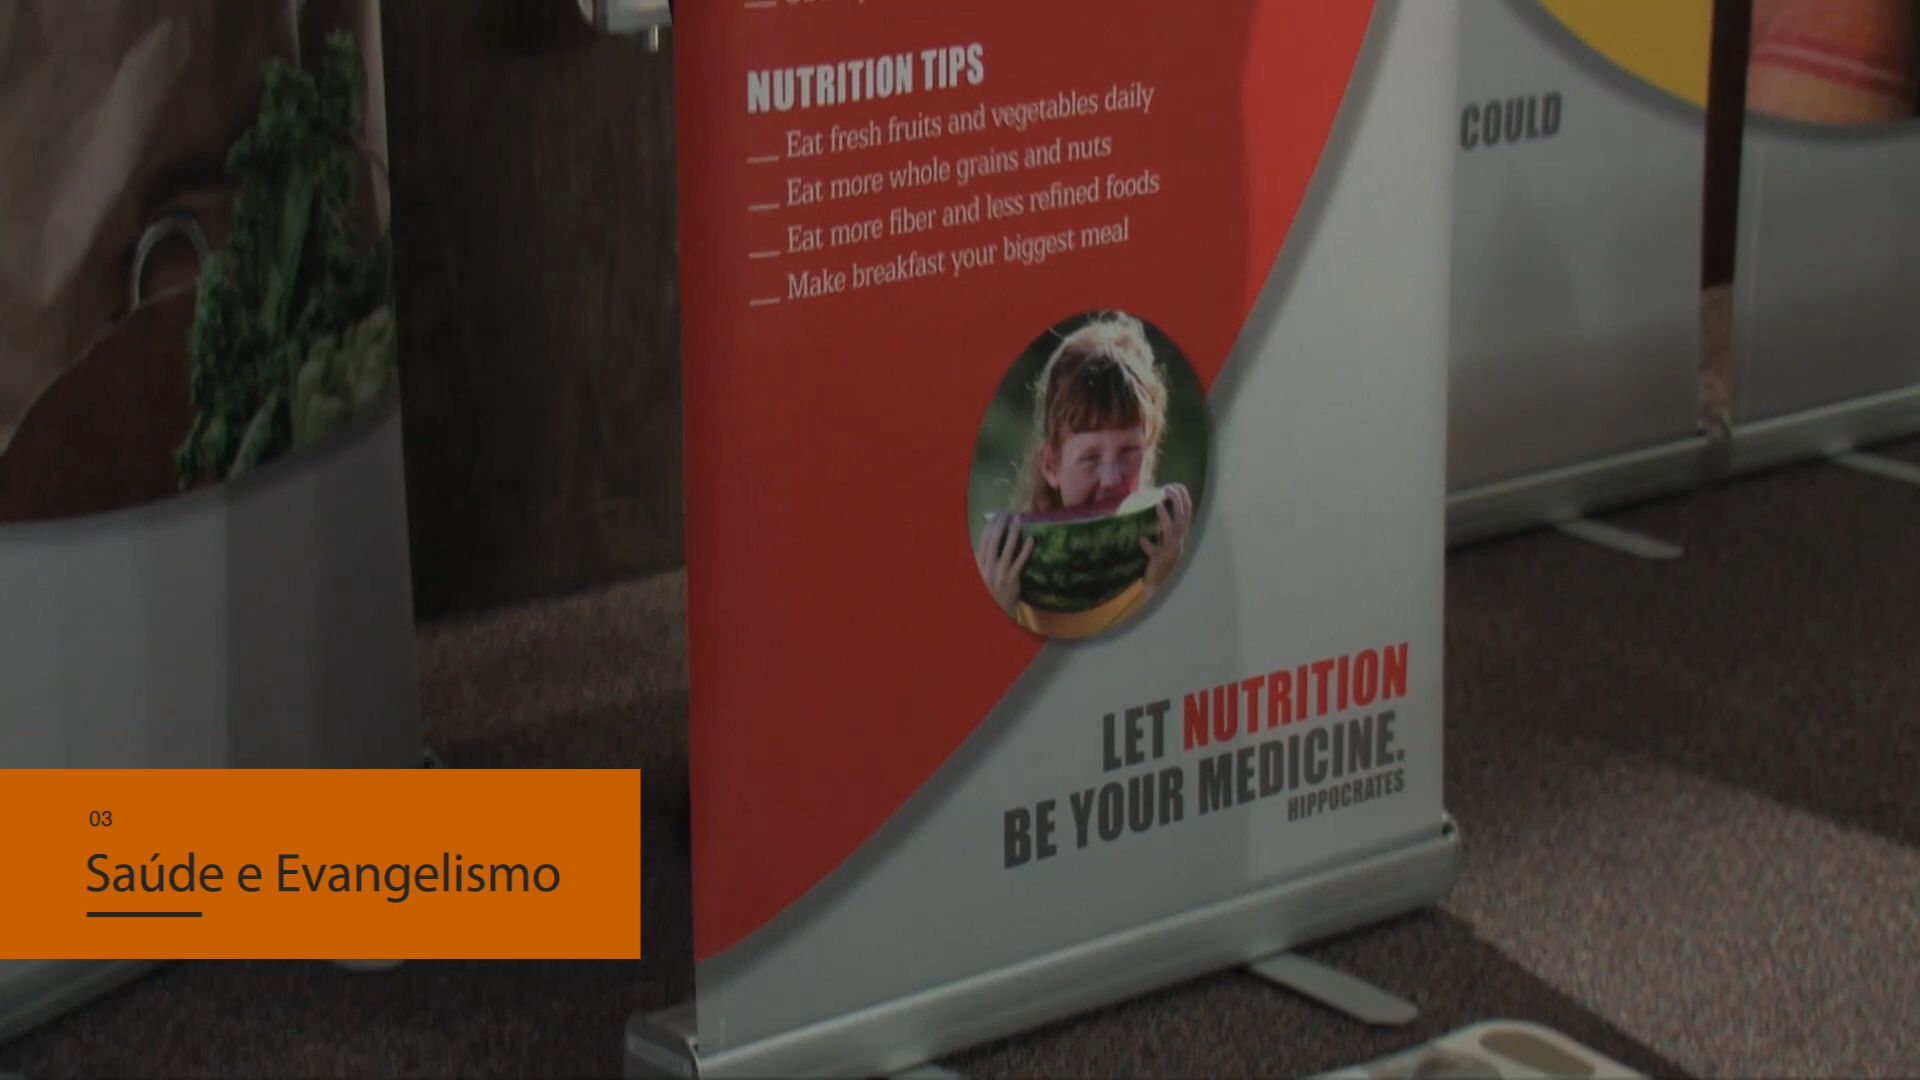 NUTRITION TIPS
__ Eat fresh fruits and vegetables daily
__ Eat more whole grains and nuts
__ Eat more fiber and less refined foods
__ Make breakfast your biggest meal
COULD
LET NUTRITION
BE YOUR MEDICINE.
HIPPOCRATES
03
Saúde e Evangelismo